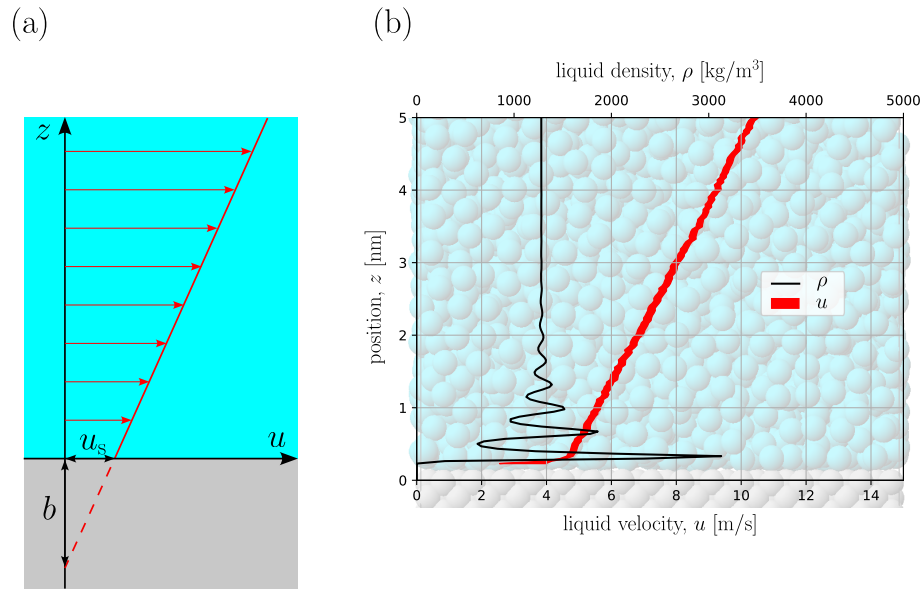 (a)
z
u_s
u
b
(b)
liquid density, ρ [kg/m³]
0 1000 2000 3000 4000 5000
position, z [nm]
5
4
3
2
1
0
ρ
u
0 2 4 6 8 10 12 14
liquid velocity, u [m/s]